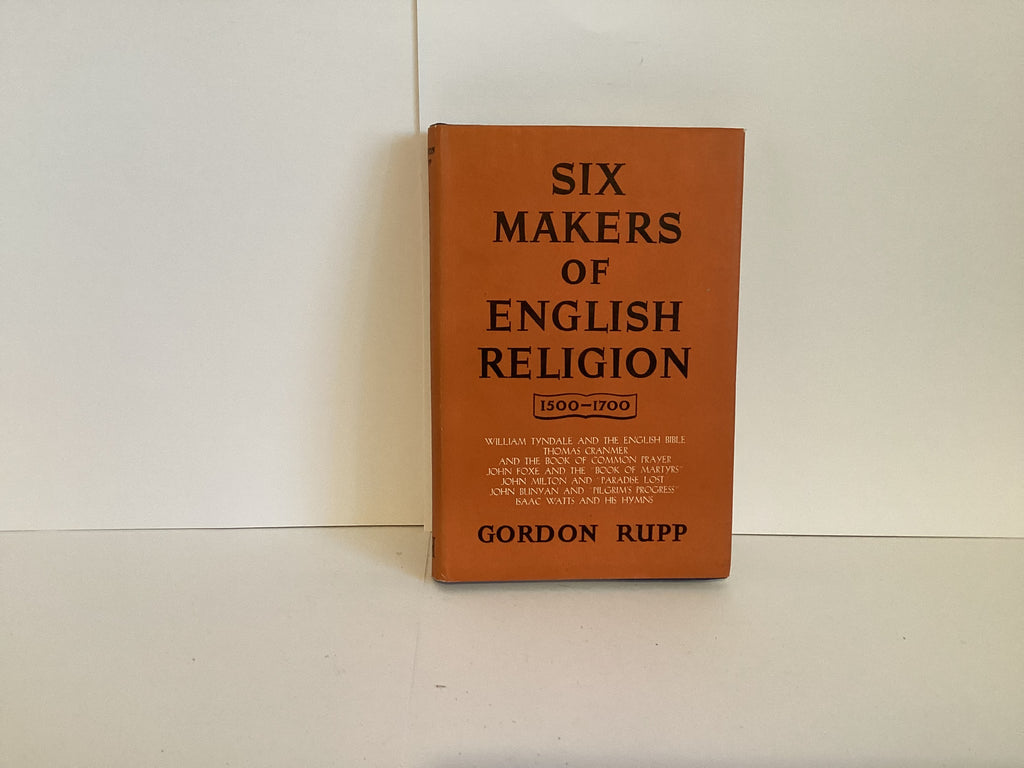 SIX
MAKERS
OF
ENGLISH
RELIGION
1500–1700
WILLIAM TYNDALE AND THE ENGLISH BIBLE
THOMAS CRANMER
AND THE BOOK OF COMMON PRAYER
JOHN FOXE AND THE "BOOK OF MARTYRS"
JOHN MILTON AND "PARADISE LOST"
JOHN BUNYAN AND "PILGRIM'S PROGRESS"
ISAAC WATTS AND HIS HYMNS
GORDON RUPP